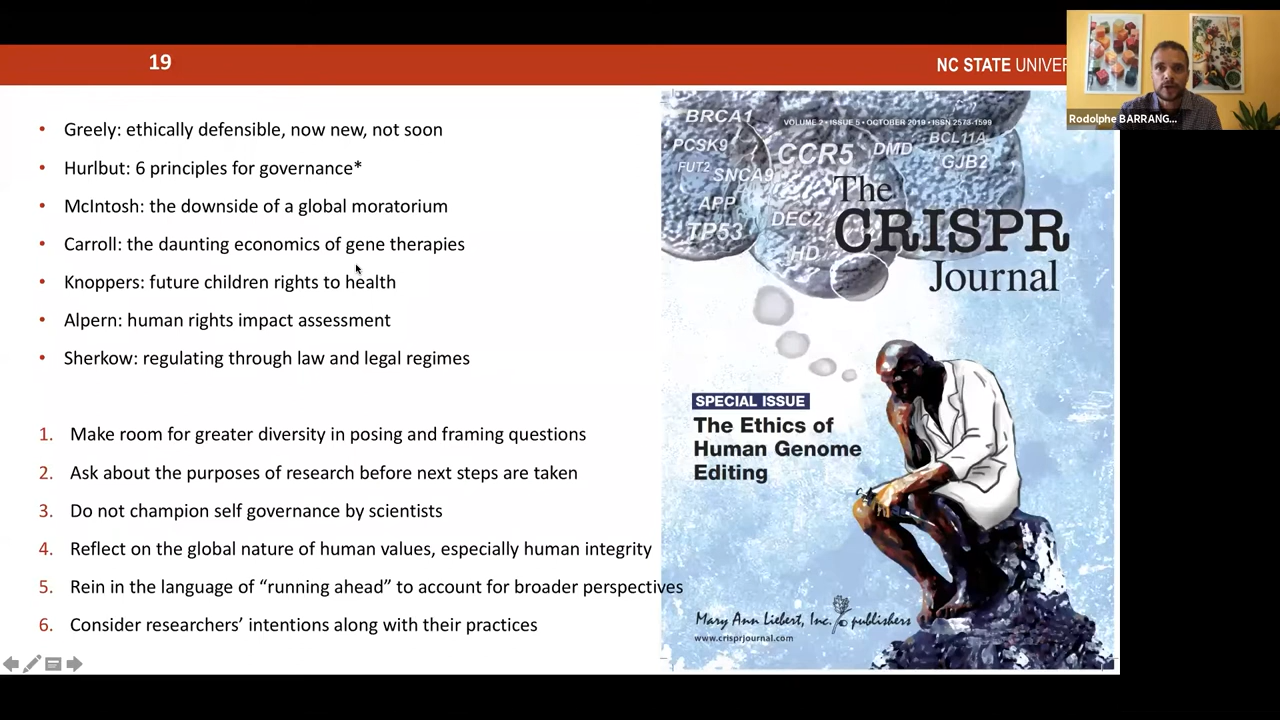 19
NC STATE UNIVER
Rodolphe BARRANG...
• Greely: ethically defensible, now new, not soon
• Hurlbut: 6 principles for governance*
• McIntosh: the downside of a global moratorium
• Carroll: the daunting economics of gene therapies
• Knoppers: future children rights to health
• Alpern: human rights impact assessment
• Sherkow: regulating through law and legal regimes
1. Make room for greater diversity in posing and framing questions
2. Ask about the purposes of research before next steps are taken
3. Do not champion self governance by scientists
4. Reflect on the global nature of human values, especially human integrity
5. Rein in the language of “running ahead” to account for broader perspectives
6. Consider researchers’ intentions along with their practices
BRCA1
VOLUME 2 • ISSUE 5 • OCTOBER 2019 • ISSN 2573-1599
PCSK9
CCR5
DMD
BCL11A
FUT2
SNCA9
GJB2
APP
DEC2
TP53
HD
The
CRISPR
Journal
SPECIAL ISSUE
The Ethics of
Human Genome
Editing
Mary Ann Liebert, Inc. publishers
www.crisprjournal.com